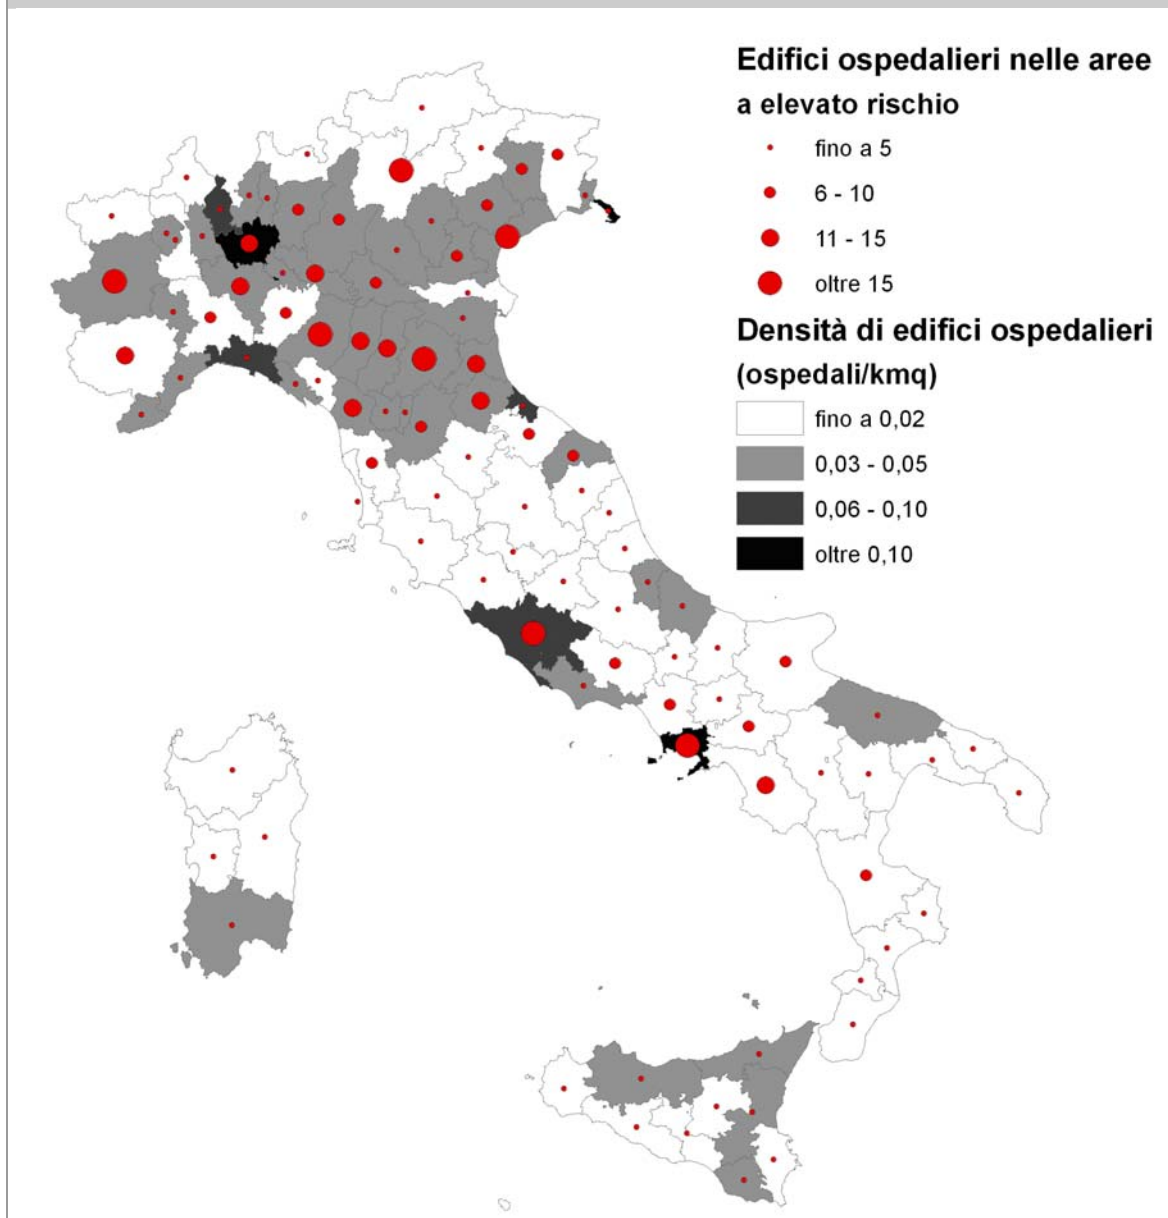 Edifici ospedalieri nelle aree
a elevato rischio
fino a 5
6 - 10
11 - 15
oltre 15
Densità di edifici ospedalieri
(ospedali/kmq)
fino a 0,02
0,03 - 0,05
0,06 - 0,10
oltre 0,10